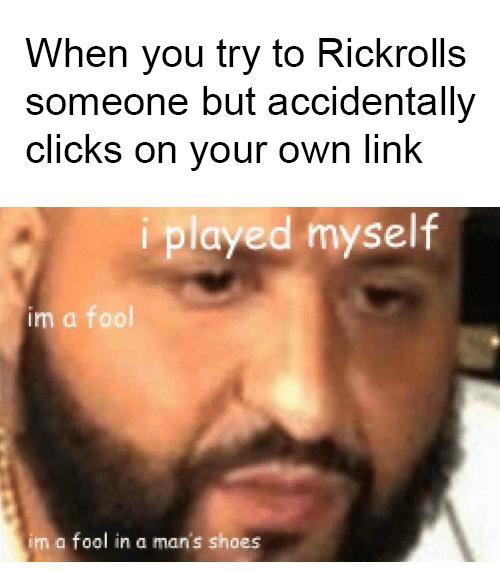 When you try to Rickrolls
someone but accidentally
clicks on your own link
i played myself
im a fool
im a fool in a man's shoes